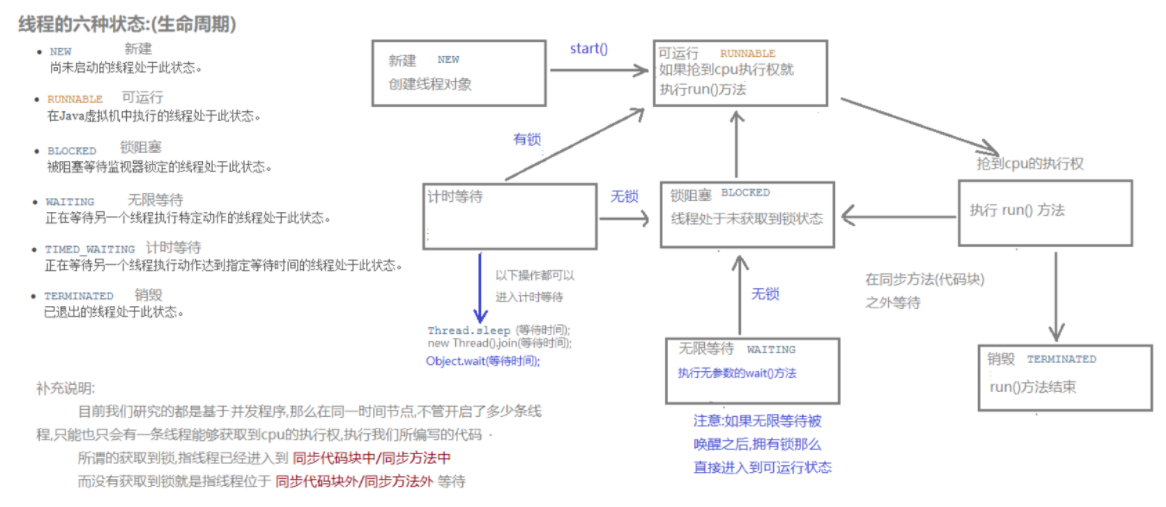 线程的六种状态:(生命周期)
NEW 新建
尚未启动的线程处于此状态。
RUNNABLE 可运行
在Java虚拟机中执行的线程处于此状态。
BLOCKED 锁阻塞
被阻塞等待监视器锁定的线程处于此状态。
WAITING 无限等待
正在等待另一个线程执行特定动作的线程处于此状态。
TIMED_WAITING 计时等待
正在等待另一个线程执行动作达到指定等待时间的线程处于此状态。
TERMINATED 销毁
已退出的线程处于此状态。
新建 NEW
创建线程对象
start()
可运行 RUNNABLE
如果抢到cpu执行权就
执行run()方法
有锁
抢到cpu的执行权
计时等待
无锁
锁阻塞 BLOCKED
线程处于未获取到锁状态
执行 run() 方法
以下操作都可以
进入计时等待
Thread.sleep (等待时间);
new Thread().join(等待时间);
Object.wait(等待时间);
无锁
在同步方法(代码块)
之外等待
无限等待 WAITING
执行无参数的wait()方法
注意:如果无限等待被
唤醒之后,拥有锁那么
直接进入到可运行状态
销毁 TERMINATED
run()方法结束
补充说明:
目前我们研究的都是基于并发程序,那么在同一时间节点,不管开启了多少条线
程,只能也只会有一条线程能够获取到cpu的执行权,执行我们所编写的代码 .
所谓的获取到锁,指线程已经进入到 同步代码块中/同步方法中
而没有获取到锁就是指线程位于 同步代码块外/同步方法外 等待